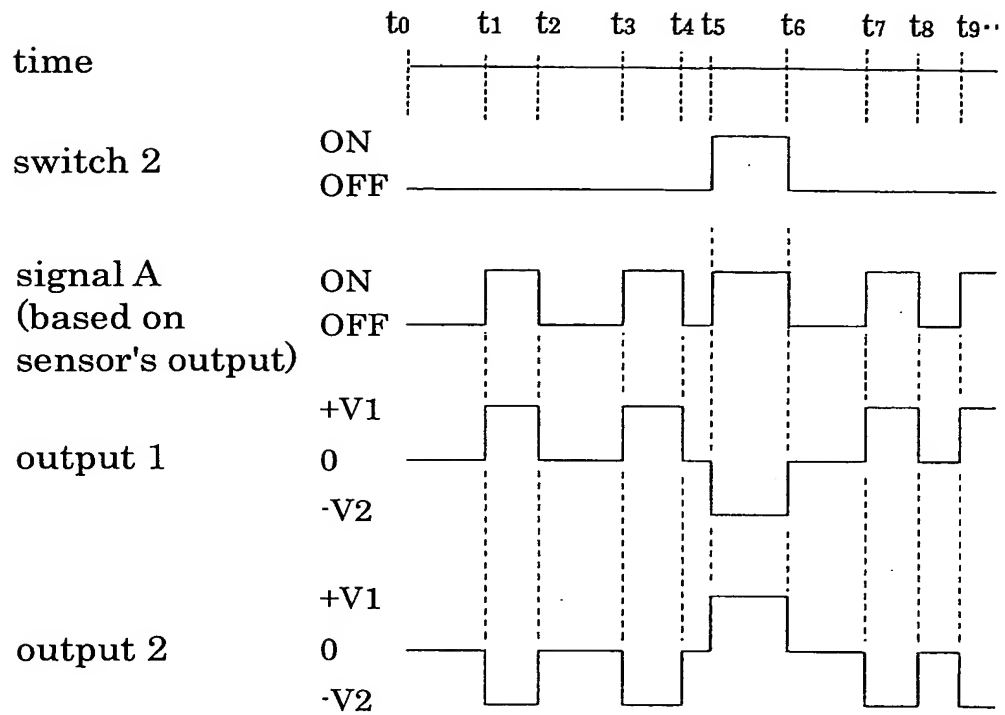 t0 t1 t2 t3 t4 t5 t6 t7 t8 t9··
time
switch 2
ON
OFF
signal A
(based on
sensor's output)
ON
OFF
output 1
+V1
0
-V2
output 2
+V1
0
-V2